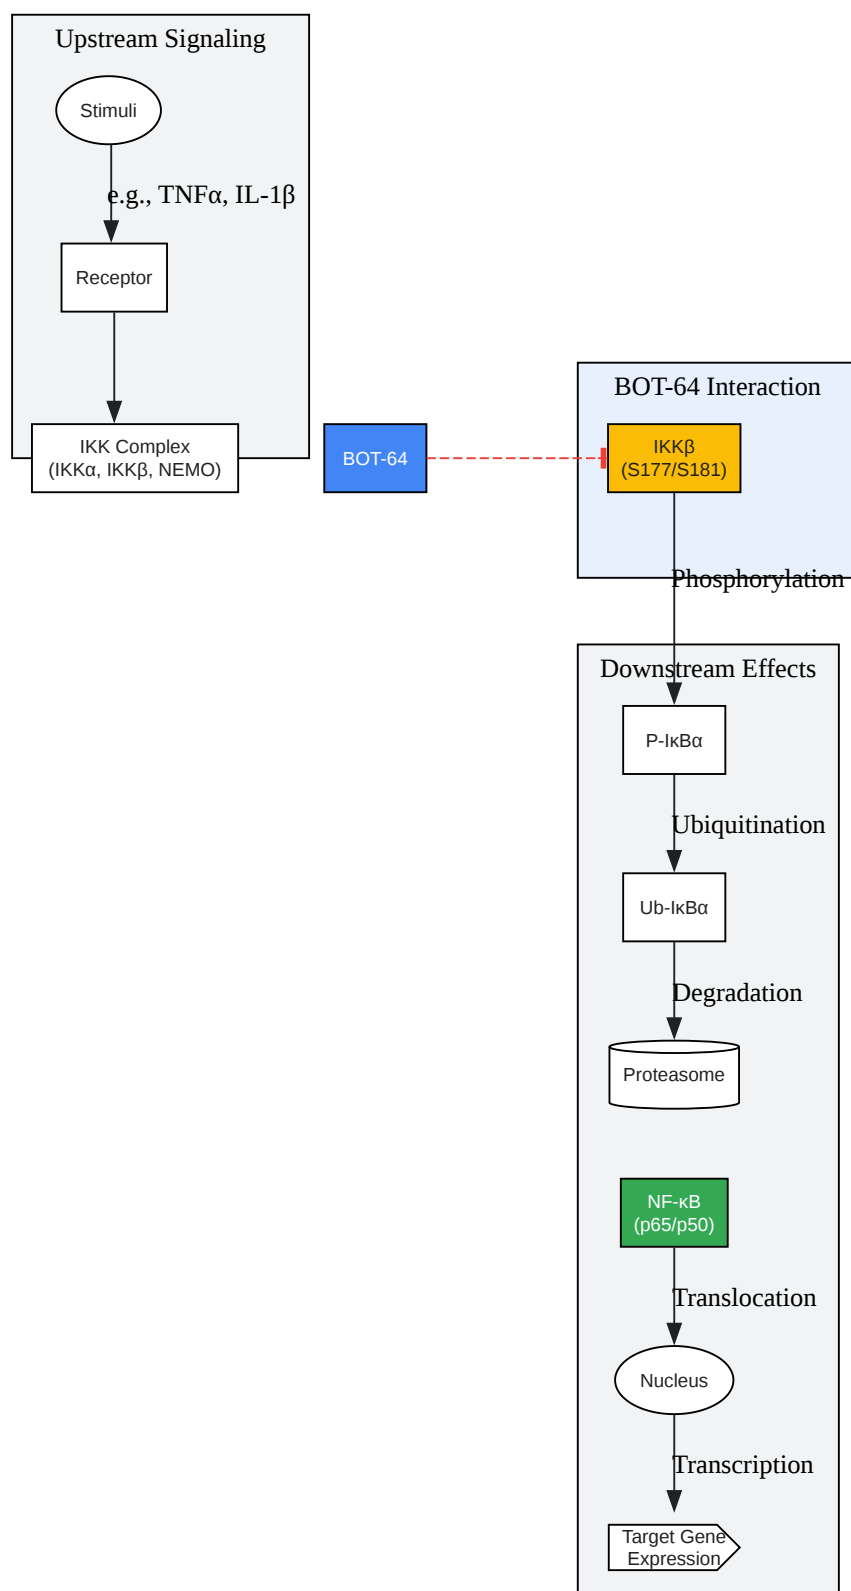 Upstream Signaling
Stimuli
e.g., TNFα, IL-1β
Receptor
IKK Complex
(IKKα, IKKβ, NEMO)
BOT-64
BOT-64 Interaction
IKKβ
(S177/S181)
Phosphorylation
Downstream Effects
P-IκBα
Ubiquitination
Ub-IκBα
Degradation
Proteasome
NF-κB
(p65/p50)
Translocation
Nucleus
Transcription
Target Gene
Expression